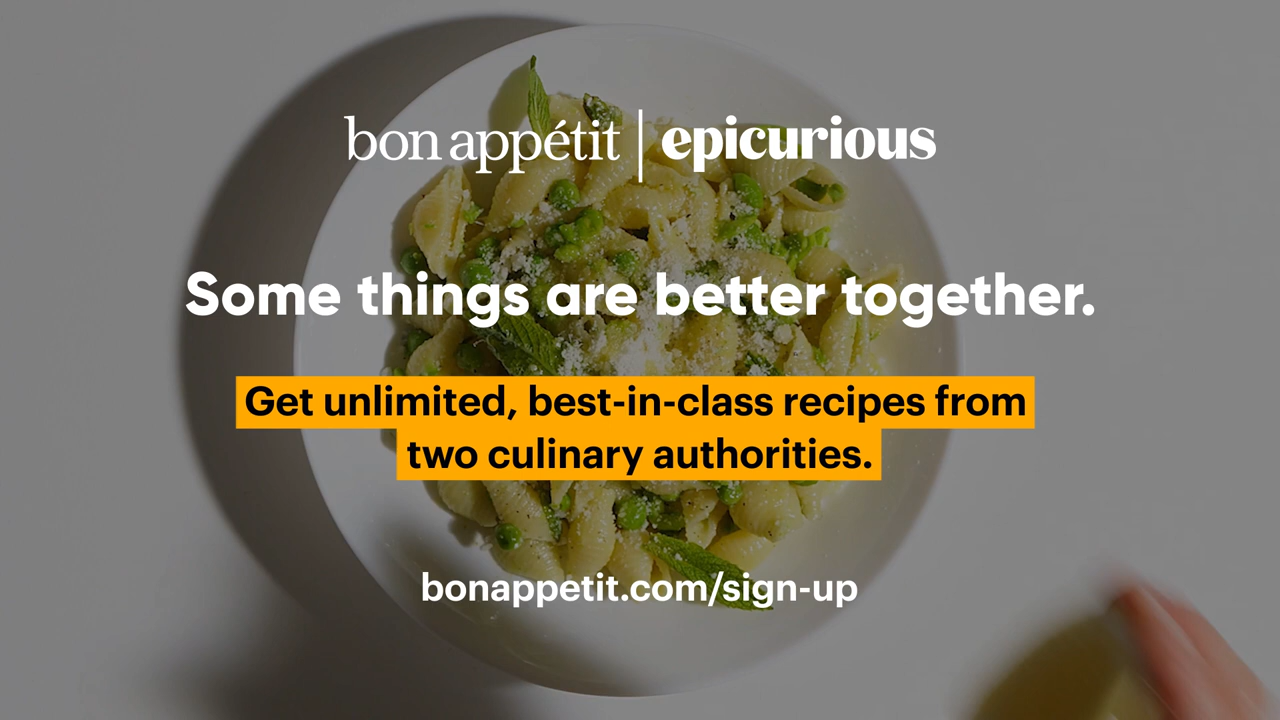 bon appétit | epicurious
Some things are better together.
Get unlimited, best-in-class recipes from
two culinary authorities.
bonappetit.com/sign-up